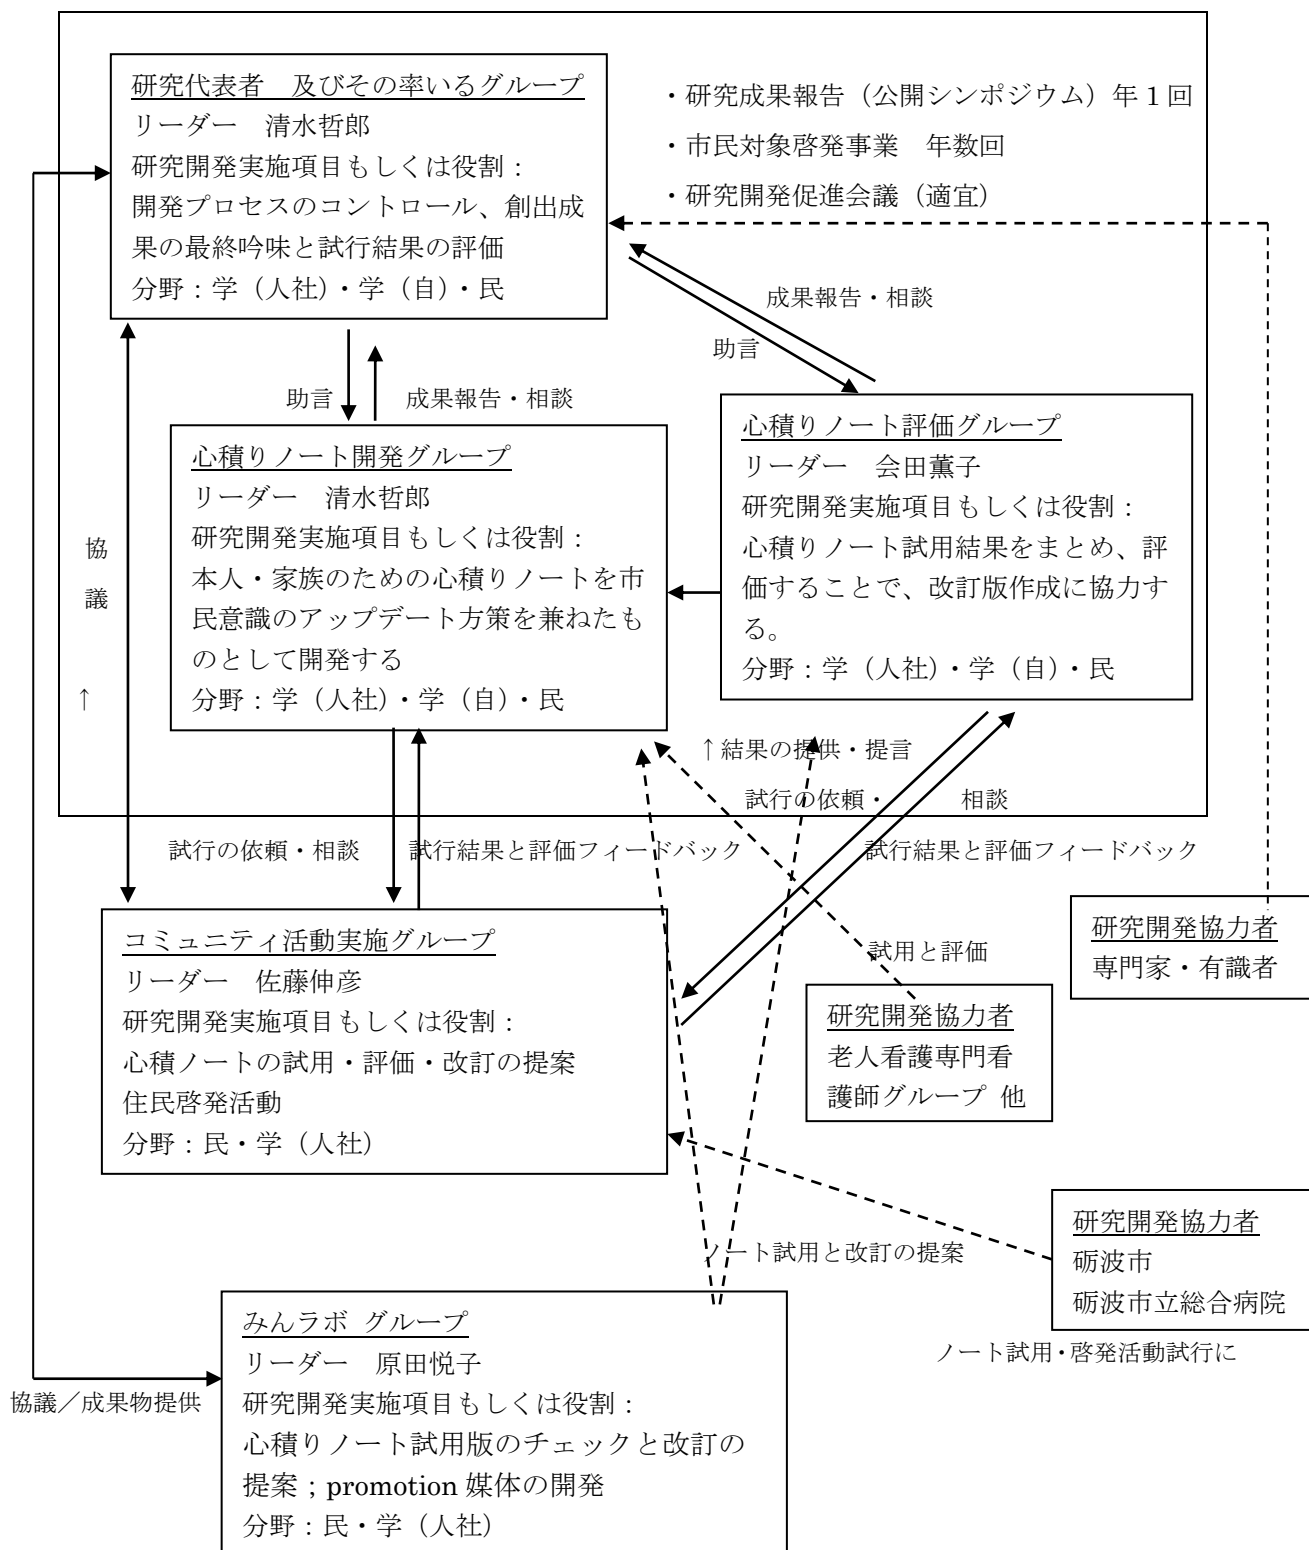 研究代表者　及びその率いるグループ
リーダー　清水哲郎
研究開発実施項目もしくは役割：
開発プロセスのコントロール、創出成
果の最終吟味と試行結果の評価
分野：学（人社）・学（自）・民
・研究成果報告（公開シンポジウム）年 1 回
・市民対象啓発事業　年数回
・研究開発促進会議（適宜）
成果報告・相談
助言
助言
成果報告・相談
心積りノート開発グループ
リーダー　清水哲郎
研究開発実施項目もしくは役割：
本人・家族のための心積りノートを市
民意識のアップデート方策を兼ねたも
のとして開発する
分野：学（人社）・学（自）・民
心積りノート評価グループ
リーダー　会田薫子
研究開発実施項目もしくは役割：
心積りノート試用結果をまとめ、評
価することで、改訂版作成に協力す
る。
分野：学（人社）・学（自）・民
協
議
↑
↑結果の提供・提言
試行の依頼・　　　相談
試行の依頼・相談
試行結果と評価フィードバック
試行結果と評価フィードバック
コミュニティ活動実施グループ
リーダー　佐藤伸彦
研究開発実施項目もしくは役割：
心積ノートの試用・評価・改訂の提案
住民啓発活動
分野：民・学（人社）
試用と評価
研究開発協力者
専門家・有識者
研究開発協力者
老人看護専門看
護師グループ 他
ノート試用と改訂の提案
研究開発協力者
砺波市
砺波市立総合病院
ノート試用・啓発活動試行に
みんラボ グループ
リーダー　原田悦子
研究開発実施項目もしくは役割：
心積りノート試用版のチェックと改訂の
提案；promotion 媒体の開発
分野：民・学（人社）
協議／成果物提供